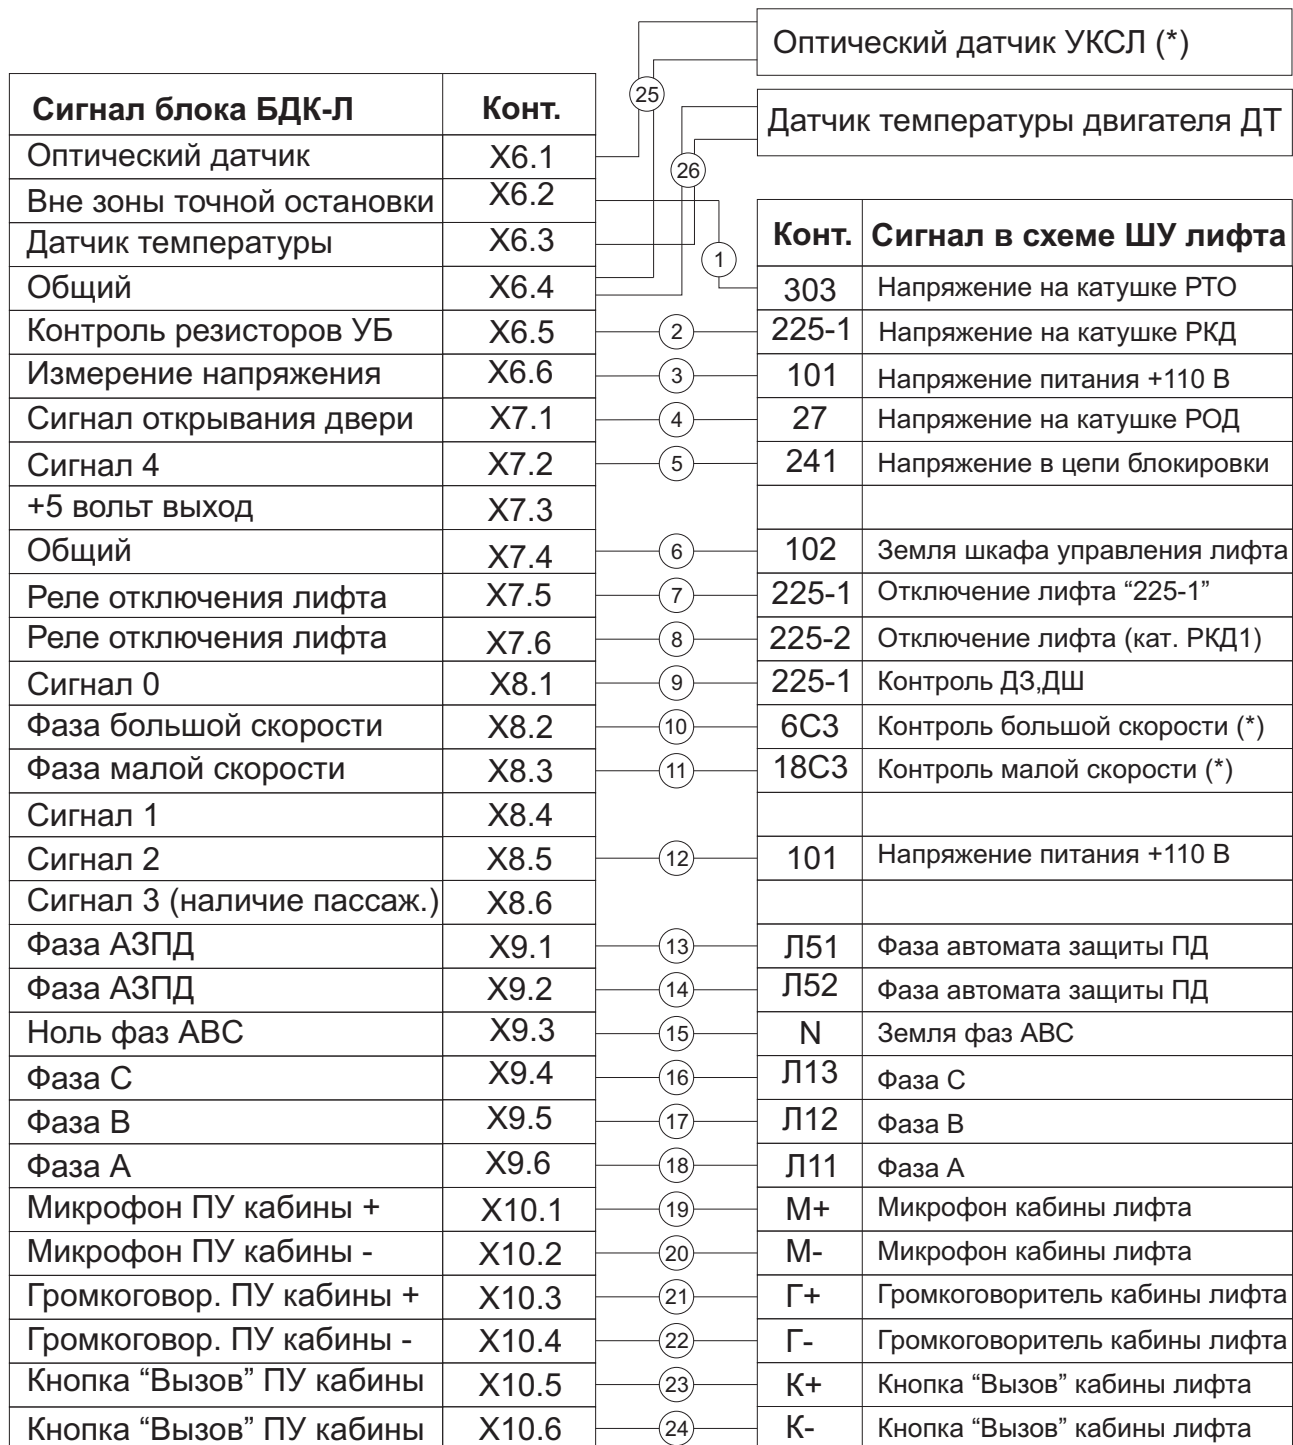 Оптический датчик УКСЛ (*)
25
Датчик температуры двигателя ДТ
26
Сигнал блока БДК-Л Конт.
Оптический датчик X6.1
Вне зоны точной остановки X6.2
Датчик температуры X6.3 1 Конт. Сигнал в схеме ШУ лифта
Общий X6.4 303 Напряжение на катушке РТО
Контроль резисторов УБ X6.5 2 225-1 Напряжение на катушке РКД
Измерение напряжения X6.6 3 101 Напряжение питания +110 В
Сигнал открывания двери X7.1 4 27 Напряжение на катушке РОД
Сигнал 4 X7.2 5 241 Напряжение в цепи блокировки
+5 вольт выход X7.3
Общий X7.4 6 102 Земля шкафа управления лифта
Реле отключения лифта X7.5 7 225-1 Отключение лифта “225-1”
Реле отключения лифта X7.6 8 225-2 Отключение лифта (кат. РКД1)
Сигнал 0 X8.1 9 225-1 Контроль ДЗ,ДШ
Фаза большой скорости X8.2 10 6С3 Контроль большой скорости (*)
Фаза малой скорости X8.3 11 18С3 Контроль малой скорости (*)
Сигнал 1 X8.4
Сигнал 2 X8.5 12 101 Напряжение питания +110 В
Сигнал 3 (наличие пассаж.) X8.6
Фаза АЗПД X9.1 13 Л51 Фаза автомата защиты ПД
Фаза АЗПД X9.2 14 Л52 Фаза автомата защиты ПД
Ноль фаз АВС X9.3 15 N Земля фаз АВС
Фаза С X9.4 16 Л13 Фаза С
Фаза В X9.5 17 Л12 Фаза В
Фаза А X9.6 18 Л11 Фаза А
Микрофон ПУ кабины + X10.1 19 М+ Микрофон кабины лифта
Микрофон ПУ кабины - X10.2 20 М- Микрофон кабины лифта
Громкоговор. ПУ кабины + X10.3 21 Г+ Громкоговоритель кабины лифта
Громкоговор. ПУ кабины - X10.4 22 Г- Громкоговоритель кабины лифта
Кнопка “Вызов” ПУ кабины X10.5 23 К+ Кнопка “Вызов” кабины лифта
Кнопка “Вызов” ПУ кабины X10.6 24 К- Кнопка “Вызов” кабины лифта